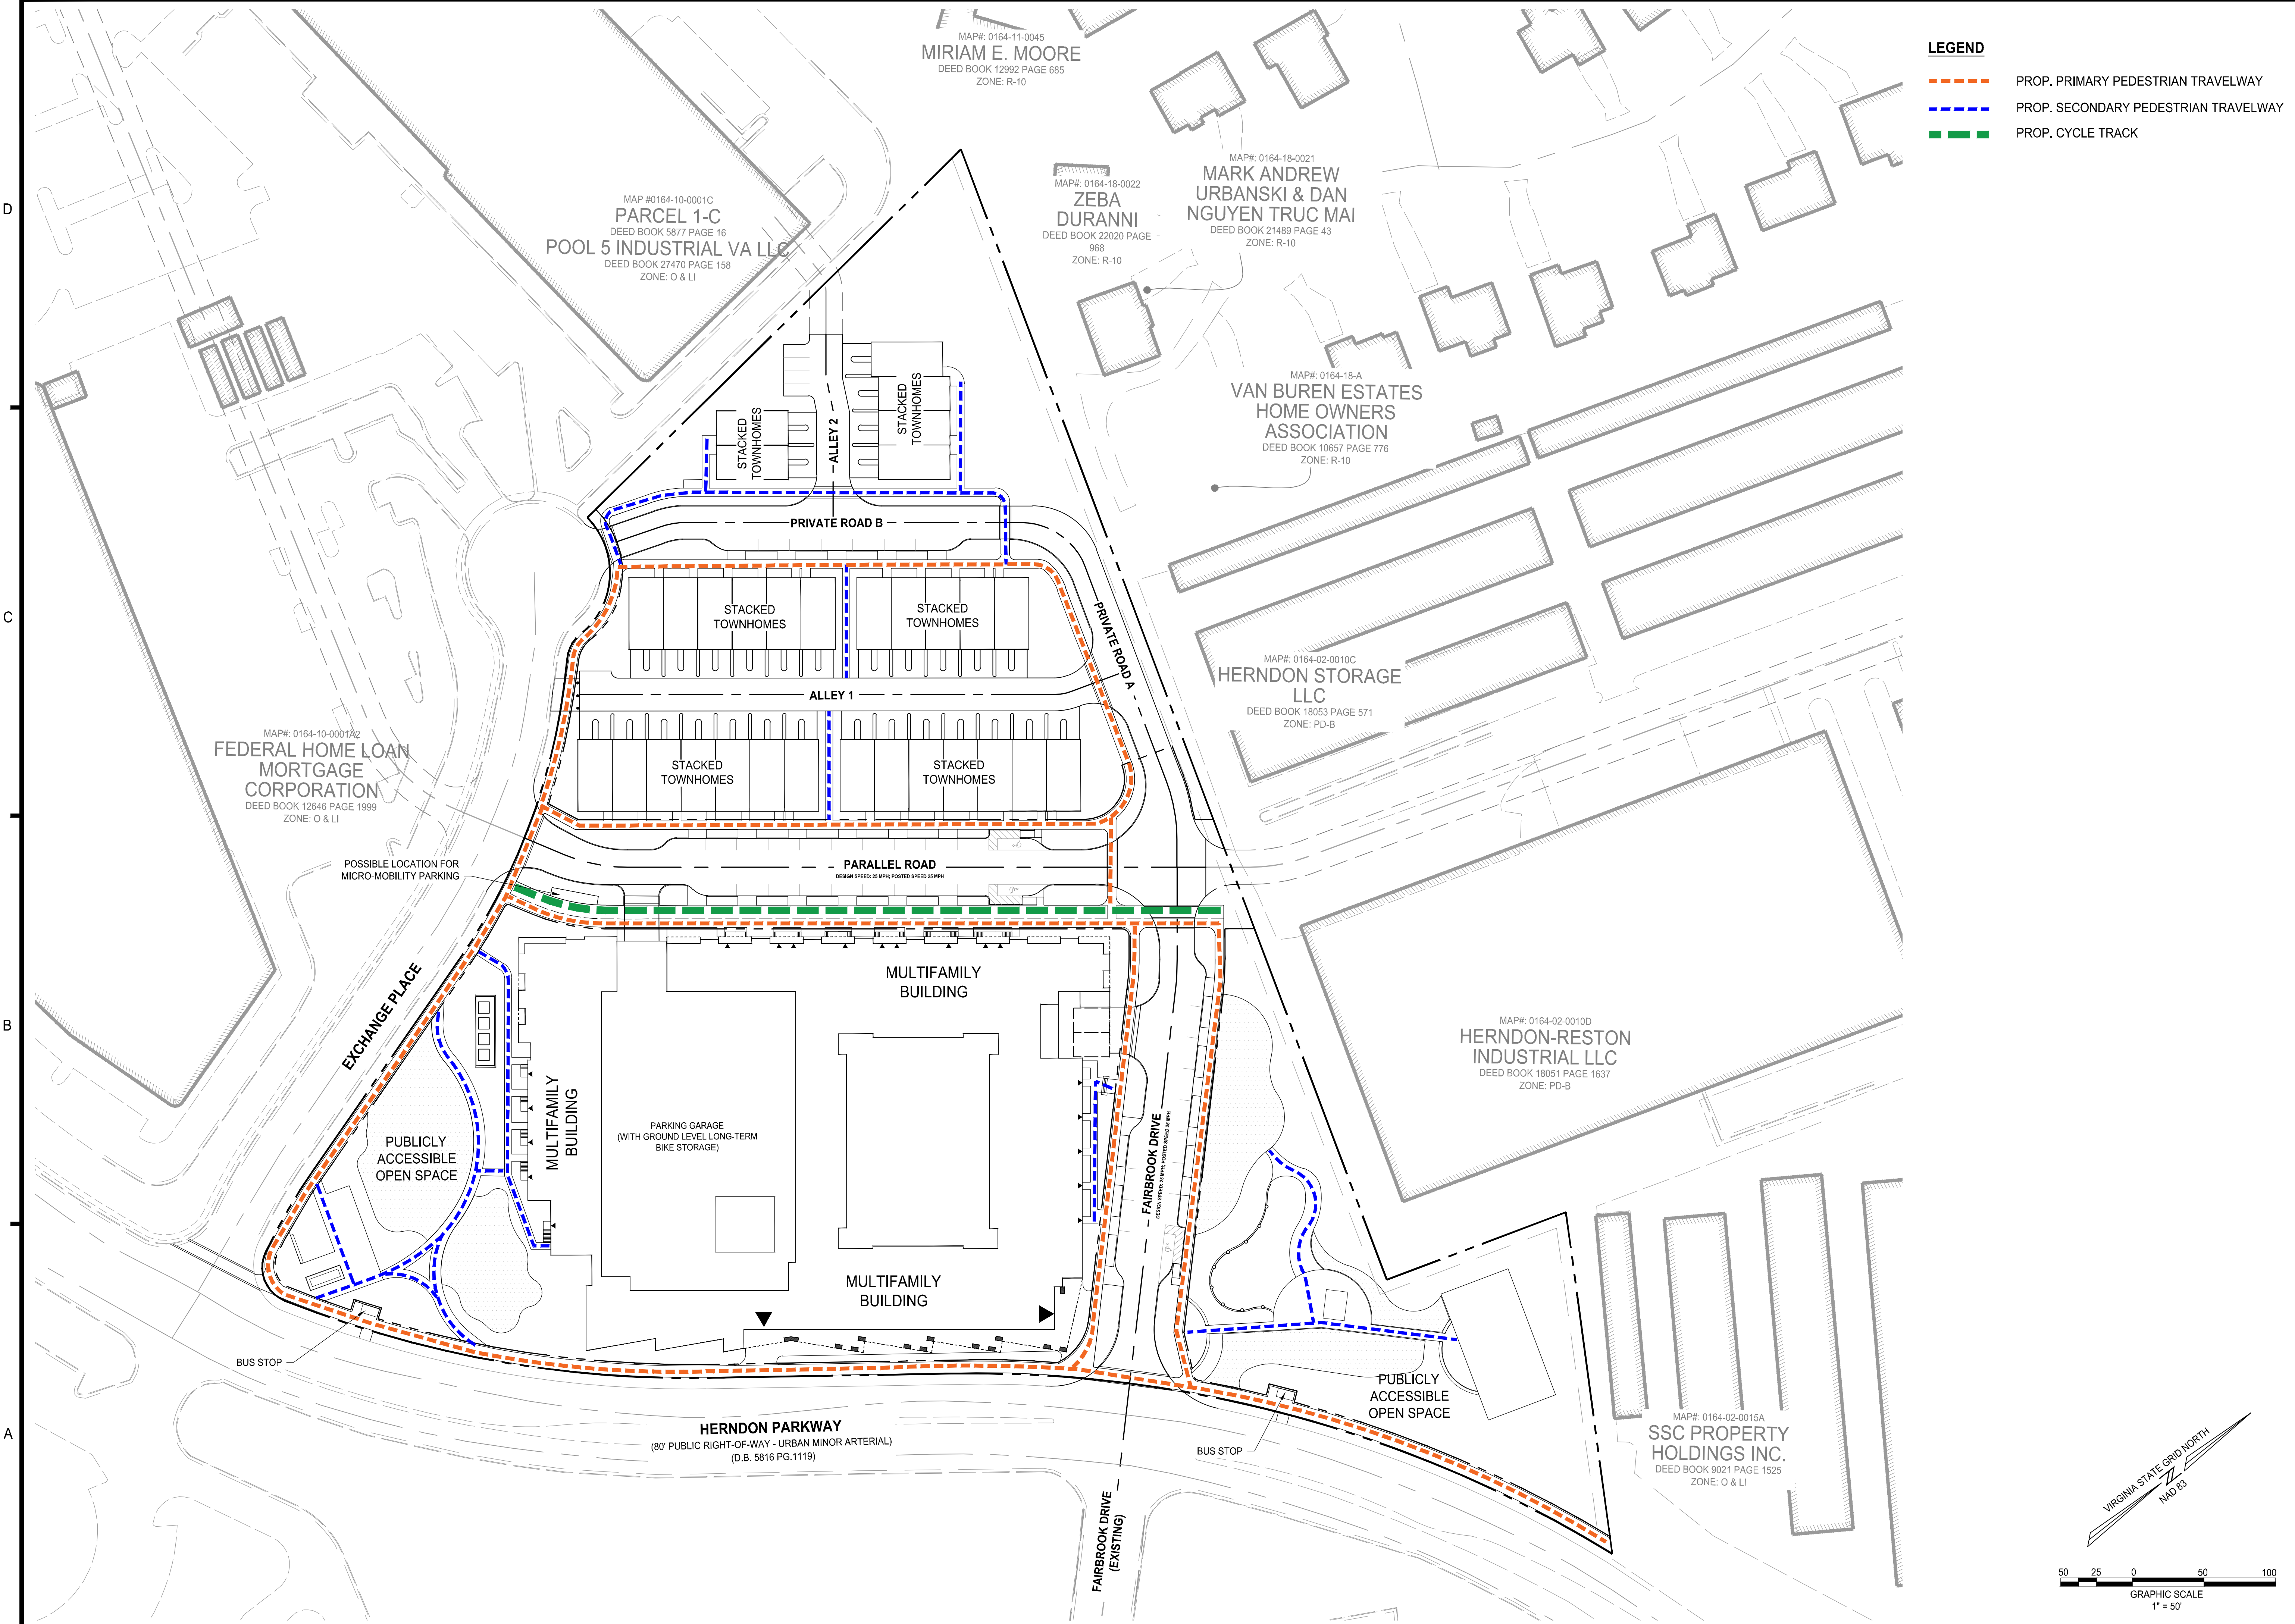 LEGEND
PROP. PRIMARY PEDESTRIAN TRAVELWAY
PROP. SECONDARY PEDESTRIAN TRAVELWAY
PROP. CYCLE TRACK
MAP#: 0164-11-0045
MIRIAM E. MOORE
DEED BOOK 12992 PAGE 685
ZONE: R-10
D
MAP #0164-10-0001C
PARCEL 1-C
DEED BOOK 5877 PAGE 16
POOL 5 INDUSTRIAL VA LLC
DEED BOOK 27470 PAGE 158
ZONE: O & LI
MAP#: 0164-18-0022
ZEBA
DURANNI
DEED BOOK 22020 PAGE
968
ZONE: R-10
MAP#: 0164-18-0021
MARK ANDREW
URBANSKI & DAN
NGUYEN TRUC MAI
DEED BOOK 21489 PAGE 43
ZONE: R-10
MAP#: 0164-18-A
VAN BUREN ESTATES
HOME OWNERS
ASSOCIATION
DEED BOOK 10657 PAGE 776
ZONE: R-10
STACKED
TOWNHOMES
ALLEY 2
STACKED
TOWNHOMES
PRIVATE ROAD B
C
STACKED
TOWNHOMES
STACKED
TOWNHOMES
PRIVATE ROAD A
ALLEY 1
MAP#: 0164-02-0010C
HERNDON STORAGE
LLC
DEED BOOK 18053 PAGE 571
ZONE: PD-B
MAP#: 0164-10-0001A2
FEDERAL HOME LOAN
MORTGAGE
CORPORATION
DEED BOOK 12646 PAGE 1999
ZONE: O & LI
STACKED
TOWNHOMES
STACKED
TOWNHOMES
POSSIBLE LOCATION FOR
MICRO-MOBILITY PARKING
PARALLEL ROAD
DESIGN SPEED: 25 MPH; POSTED SPEED 25 MPH
B
EXCHANGE PLACE
MULTIFAMILY
BUILDING
MULTIFAMILY
BUILDING
PARKING GARAGE
(WITH GROUND LEVEL LONG-TERM
BIKE STORAGE)
PUBLICLY
ACCESSIBLE
OPEN SPACE
FAIRBROOK DRIVE
DESIGN SPEED: 25 MPH; POSTED SPEED 25 MPH
MAP#: 0164-02-0010D
HERNDON-RESTON
INDUSTRIAL LLC
DEED BOOK 18051 PAGE 1637
ZONE: PD-B
MULTIFAMILY
BUILDING
BUS STOP
A
HERNDON PARKWAY
(80' PUBLIC RIGHT-OF-WAY - URBAN MINOR ARTERIAL)
(D.B. 5816 PG.1119)
PUBLICLY
ACCESSIBLE
OPEN SPACE
BUS STOP
MAP#: 0164-02-0015A
SSC PROPERTY
HOLDINGS INC.
DEED BOOK 9021 PAGE 1525
ZONE: O & LI
FAIRBROOK DRIVE
(EXISTING)
VIRGINIA STATE GRID NORTH
N
NAD 83
50 25 0 50 100
GRAPHIC SCALE
1" = 50'